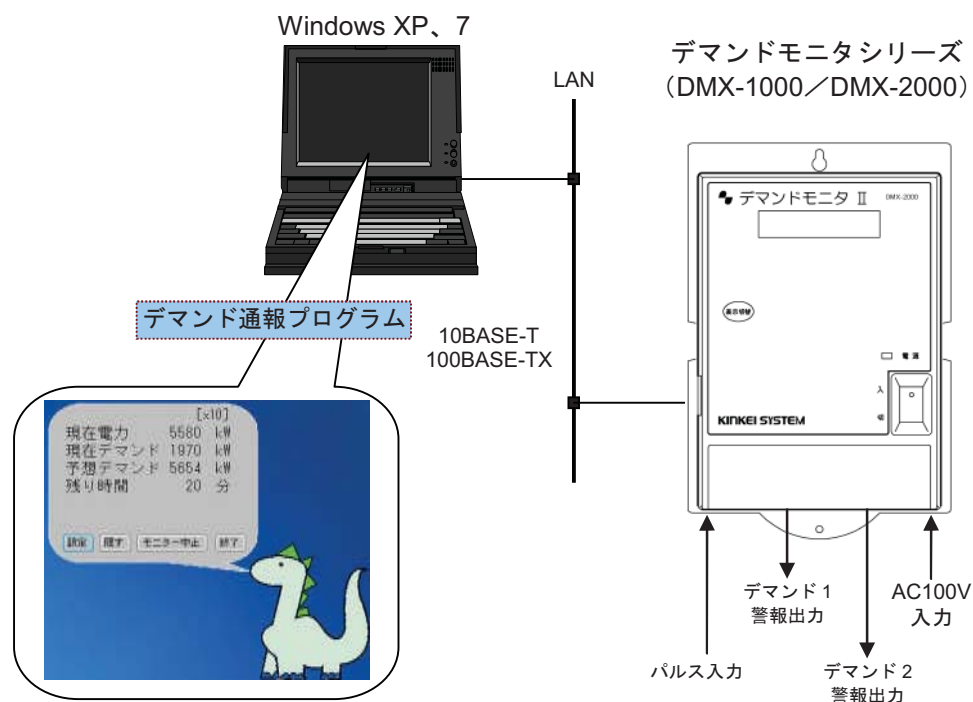 Windows XP、7
LAN
デマンドモニタシリーズ
（DMX-1000／DMX-2000）
デマンドモニタ Ⅱ DMX-2000
表示切替
電源
入
切
KINKEI SYSTEM
デマンド通報プログラム
10BASE-T
100BASE-TX
[x10]
現在電力 5580 kW
現在デマンド 1970 kW
予想デマンド 5654 kW
残り時間 20 分
設定 隠す モニター中止 終了
パルス入力
デマンド 1
警報出力
デマンド 2
警報出力
AC100V
入力